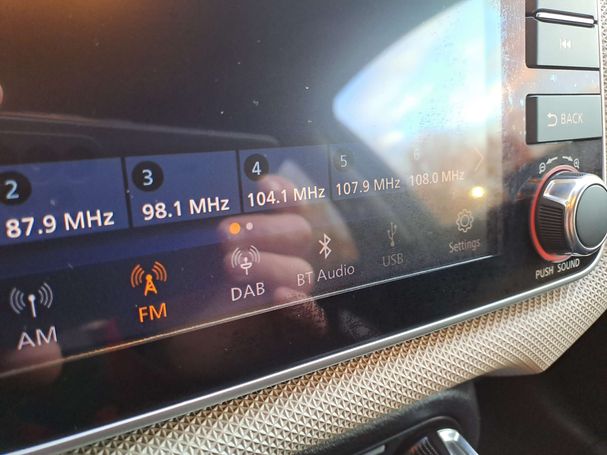 BACK
2 3 4 5 6
87.9 MHz 98.1 MHz 104.1 MHz 107.9 MHz 108.0 MHz
AM FM DAB BT Audio USB Settings
PUSH SOUND